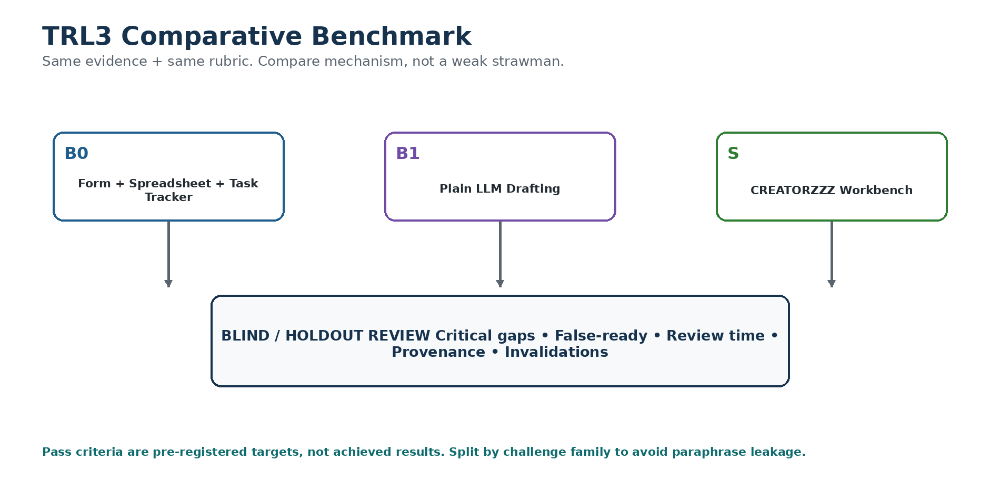 TRL3 Comparative Benchmark
Same evidence + same rubric. Compare mechanism, not a weak strawman.
B0
Form + Spreadsheet + Task
Tracker
B1
Plain LLM Drafting
S
CREATORZZZ Workbench
BLIND / HOLDOUT REVIEW Critical gaps • False-ready • Review time •
Provenance • Invalidations
Pass criteria are pre-registered targets, not achieved results. Split by challenge family to avoid paraphrase leakage.